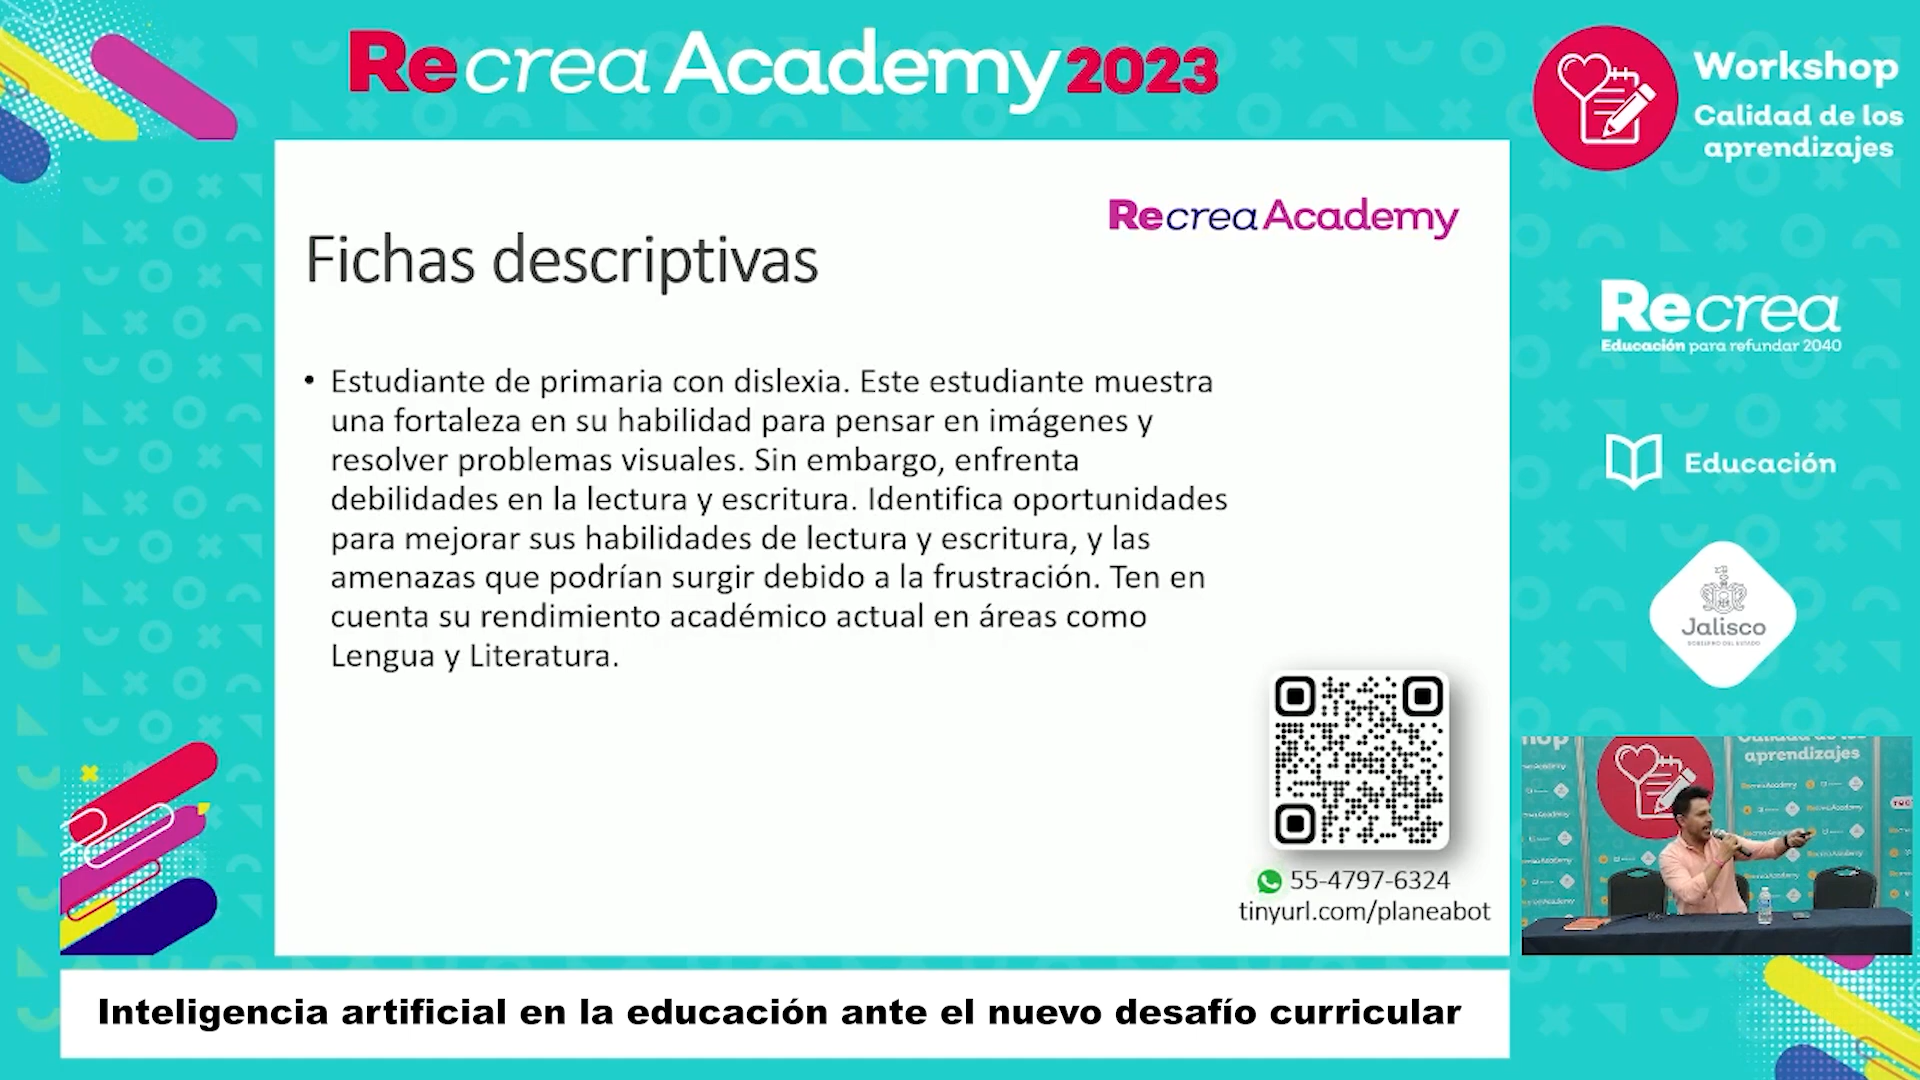 Recrea Academy 2023
Workshop
Calidad de los
aprendizajes
Recrea Academy
Fichas descriptivas
• Estudiante de primaria con dislexia. Este estudiante muestra
una fortaleza en su habilidad para pensar en imágenes y
resolver problemas visuales. Sin embargo, enfrenta
debilidades en la lectura y escritura. Identifica oportunidades
para mejorar sus habilidades de lectura y escritura, y las
amenazas que podrían surgir debido a la frustración. Ten en
cuenta su rendimiento académico actual en áreas como
Lengua y Literatura.
55-4797-6324
tinyurl.com/planeabot
Recrea
Educación para refundar 2040
Educación
Jalisco
GOBIERNO DEL ESTADO
aprendizajes
Inteligencia artificial en la educación ante el nuevo desafío curricular